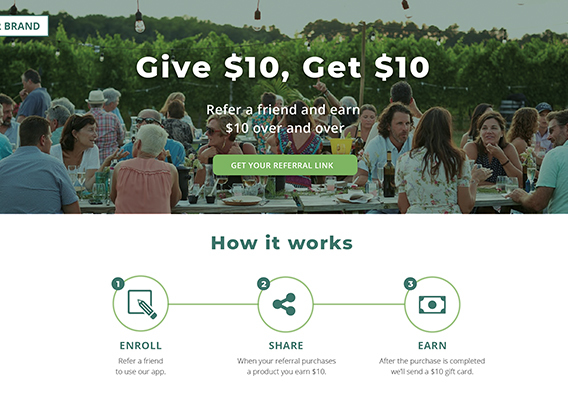 R BRAND
Give $10, Get $10
Refer a friend and earn
$10 over and over
GET YOUR REFERRAL LINK
How it works
1
2
3
ENROLL
SHARE
EARN
Refer a friend
to use our app.
When your referral purchases
a product you earn $10.
After the purchase is completed
we'll send a $10 gift card.